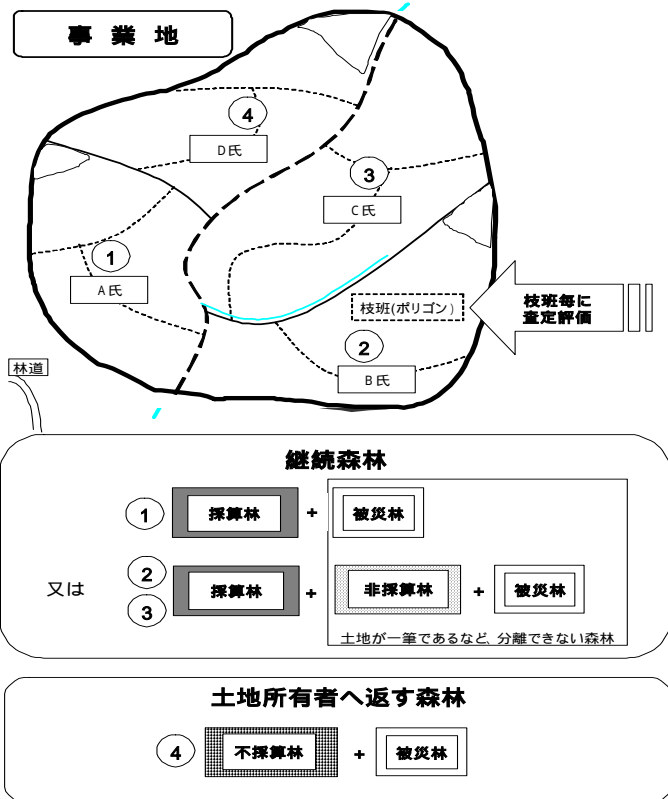 事業地
4
D氏
3
C氏
1
A氏
枝班(ポリゴン)
枝班毎に
査定評価
2
B氏
林道
継続森林
1 採算林 + 被災林
又は
2
3
採算林 + 非採算林 + 被災林
土地が一筆であるなど、分離できない森林
土地所有者へ返す森林
4 不採算林 + 被災林